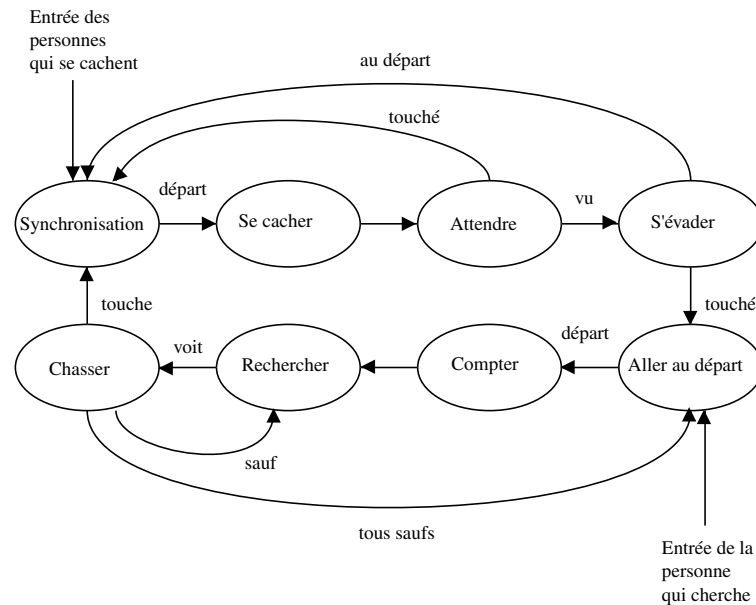 Entrée des
personnes
qui se cachent
au départ
touché
Synchronisation
départ
Se cacher
Attendre
vu
S'évader
touche
touché
Chasser
voit
Rechercher
Compter
départ
Aller au départ
sauf
tous saufs
Entrée de la
personne
qui cherche